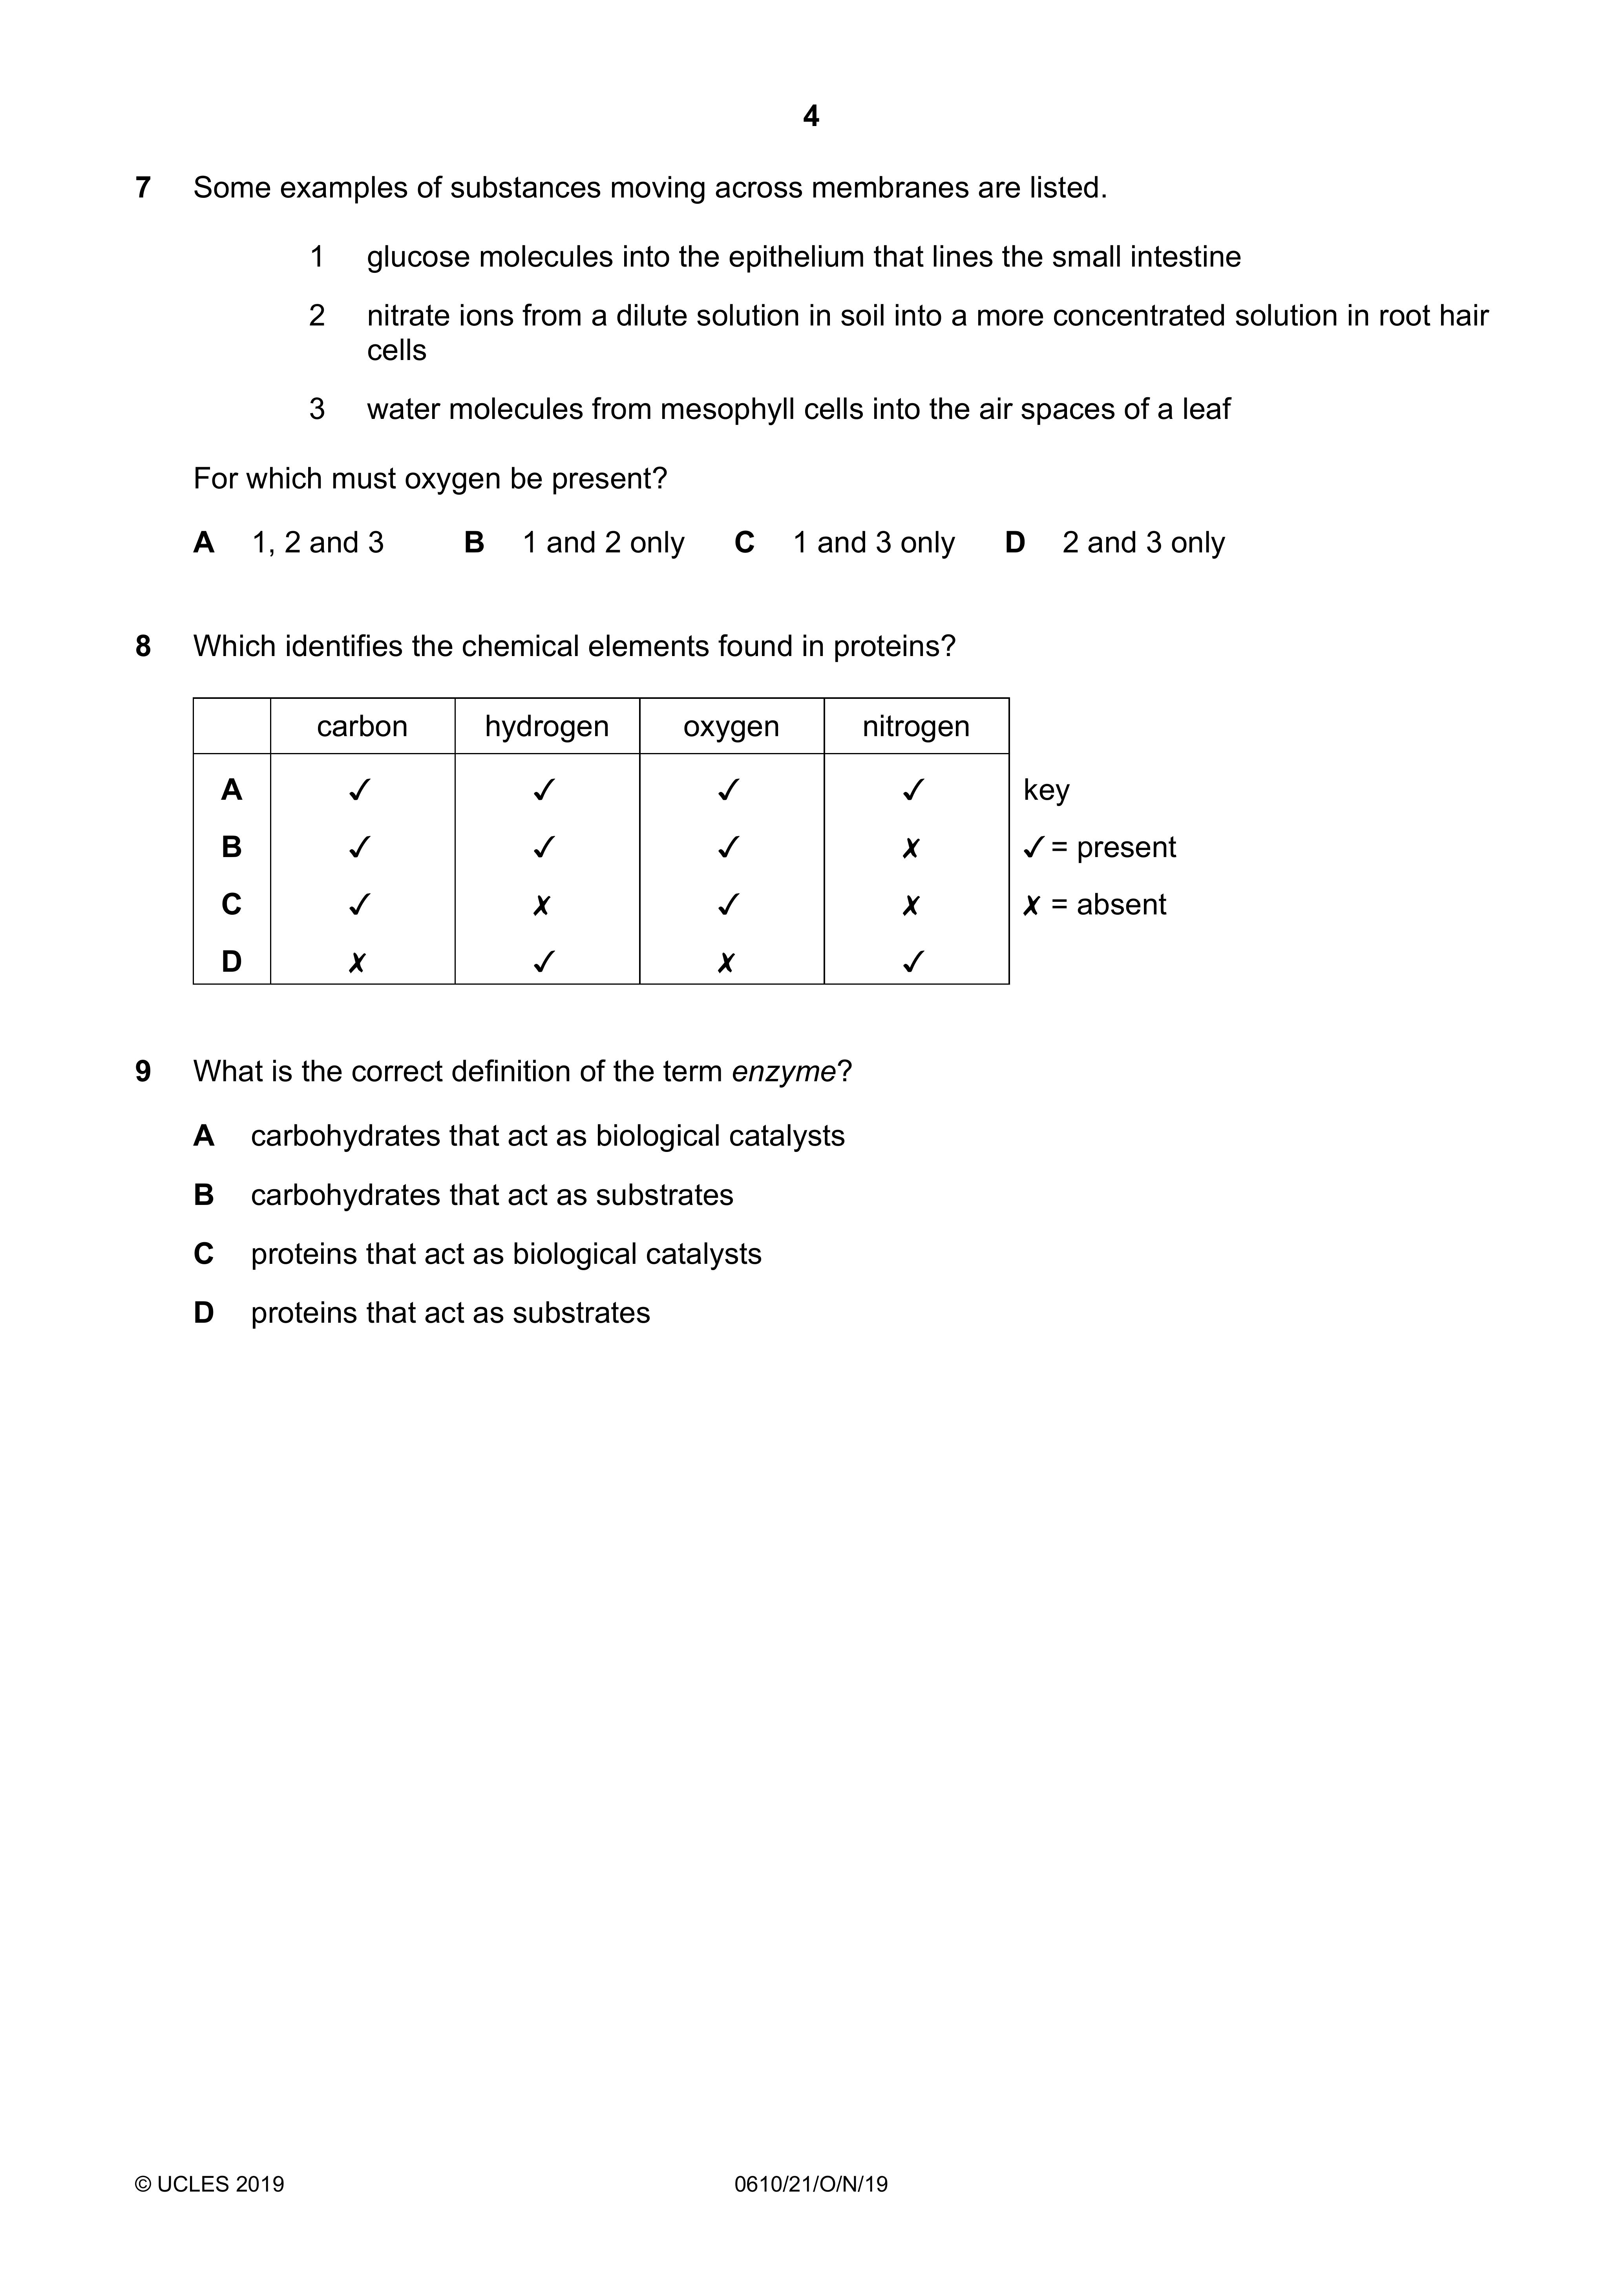 4
7 Some examples of substances moving across membranes are listed.
1 glucose molecules into the epithelium that lines the small intestine
2 nitrate ions from a dilute solution in soil into a more concentrated solution in root hair
cells
3 water molecules from mesophyll cells into the air spaces of a leaf
For which must oxygen be present?
A 1, 2 and 3 B 1 and 2 only C 1 and 3 only D 2 and 3 only
8 Which identifies the chemical elements found in proteins?
carbon hydrogen oxygen nitrogen
A ✓ ✓ ✓ ✓ key
B ✓ ✓ ✓ ✗ ✓ = present
C ✓ ✗ ✓ ✗ ✗ = absent
D ✗ ✓ ✗ ✓
9 What is the correct definition of the term enzyme?
A carbohydrates that act as biological catalysts
B carbohydrates that act as substrates
C proteins that act as biological catalysts
D proteins that act as substrates
© UCLES 2019 0610/21/O/N/19